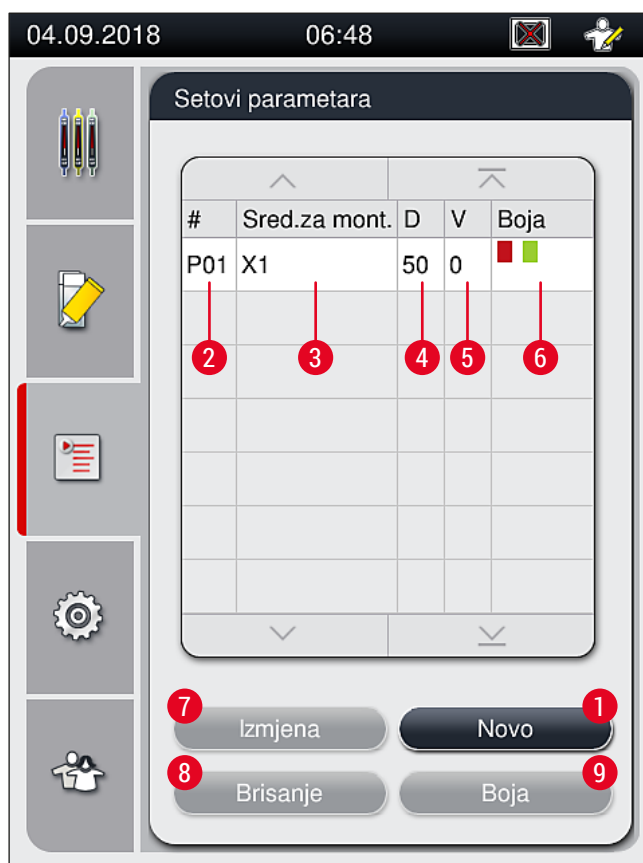 04.09.2018 06:48
Setovi parametara
# Sred.za mont. D V Boja
P01 X1 50 0
2 3 4 5 6
7 1
Izmjena Novo
8 9
Brisanje Boja